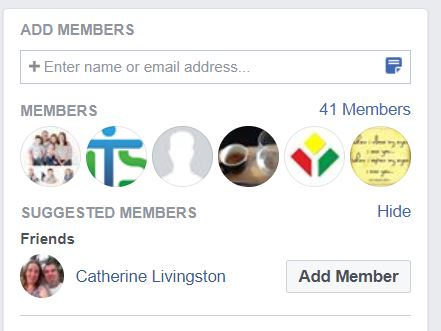 ADD MEMBERS
+ Enter name or email address...
MEMBERS
41 Members
TS
SUGGESTED MEMBERS
Hide
Friends
Catherine Livingston
Add Member